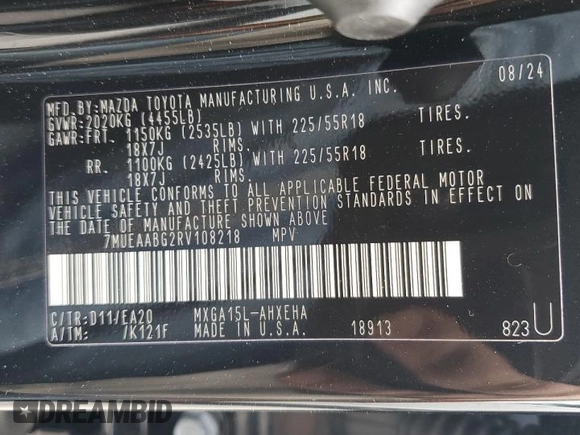 08/24
MFD.BY:MAZDA TOYOTA MANUFACTURING U.S.A. INC.
GVWR:2020KG (4455LB)
GAWR:FRT. 1150KG (2535LB) WITH 225/55R18 TIRES.
18X7J RIMS.
RR. 1100KG (2425LB) WITH 225/55R18 TIRES.
18X7J RIMS.
THIS VEHICLE CONFORMS TO ALL APPLICABLE FEDERAL MOTOR
VEHICLE SAFETY AND THEFT PREVENTION STANDARDS IN EFFECT ON
THE DATE OF MANUFACTURE SHOWN ABOVE
7MUEAABG2RV108218 MPV
C/TR:D11/EA20 MXGA15L-AHXEHA
A/TM: /K121F MADE IN U.S.A. 18913 823U
DREAMBID